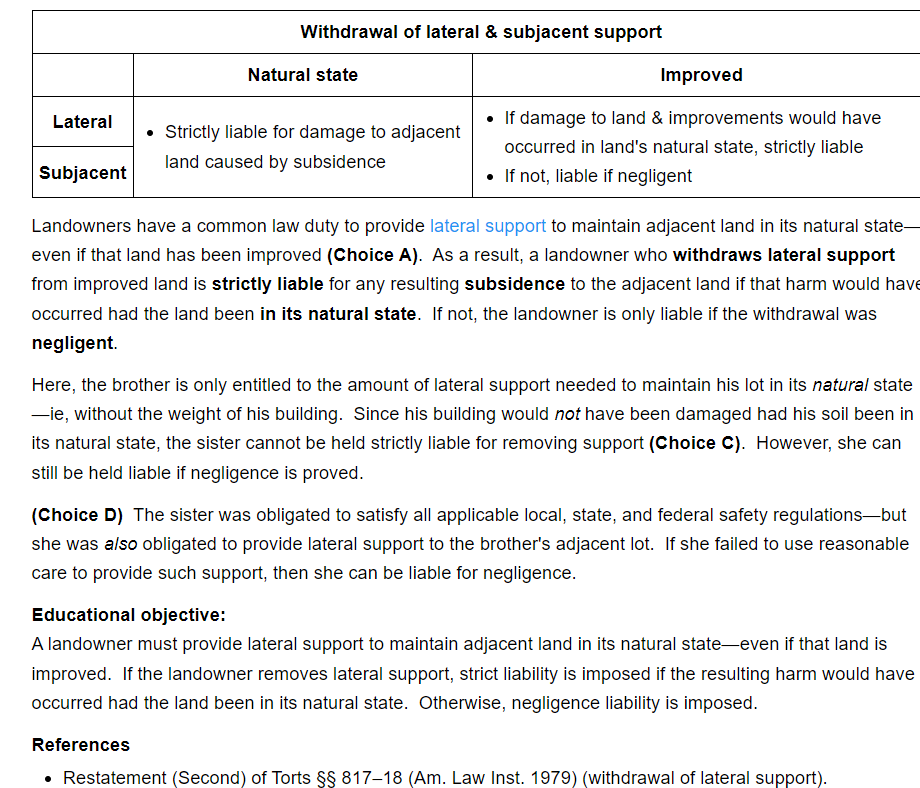 Withdrawal of lateral & subjacent support
Natural state
Improved
Lateral
Subjacent
• Strictly liable for damage to adjacent
land caused by subsidence
• If damage to land & improvements would have
occurred in land's natural state, strictly liable
• If not, liable if negligent
Landowners have a common law duty to provide lateral support to maintain adjacent land in its natural state—
even if that land has been improved (Choice A). As a result, a landowner who withdraws lateral support
from improved land is strictly liable for any resulting subsidence to the adjacent land if that harm would have
occurred had the land been in its natural state. If not, the landowner is only liable if the withdrawal was
negligent.
Here, the brother is only entitled to the amount of lateral support needed to maintain his lot in its natural state
—ie, without the weight of his building. Since his building would not have been damaged had his soil been in
its natural state, the sister cannot be held strictly liable for removing support (Choice C). However, she can
still be held liable if negligence is proved.
(Choice D) The sister was obligated to satisfy all applicable local, state, and federal safety regulations—but
she was also obligated to provide lateral support to the brother's adjacent lot. If she failed to use reasonable
care to provide such support, then she can be liable for negligence.
Educational objective:
A landowner must provide lateral support to maintain adjacent land in its natural state—even if that land is
improved. If the landowner removes lateral support, strict liability is imposed if the resulting harm would have
occurred had the land been in its natural state. Otherwise, negligence liability is imposed.
References
• Restatement (Second) of Torts §§ 817–18 (Am. Law Inst. 1979) (withdrawal of lateral support).